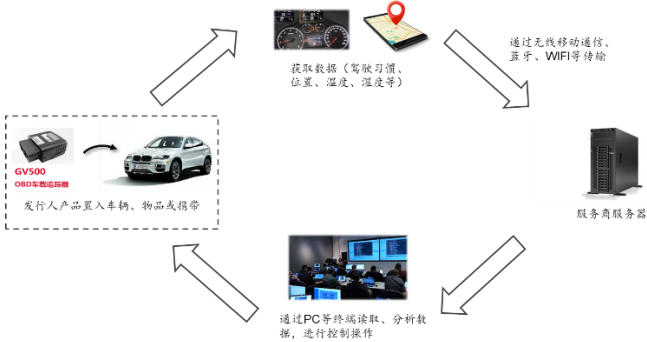 获取数据（驾驶习惯、
位置、温度、湿度等）
通过无线移动通信、
蓝牙、WIFI等传输
GV500
OBD车载追踪器
发行人产品置入车辆、物品或携带
服务商服务器
通过PC等终端读取、分析数
据，进行控制操作